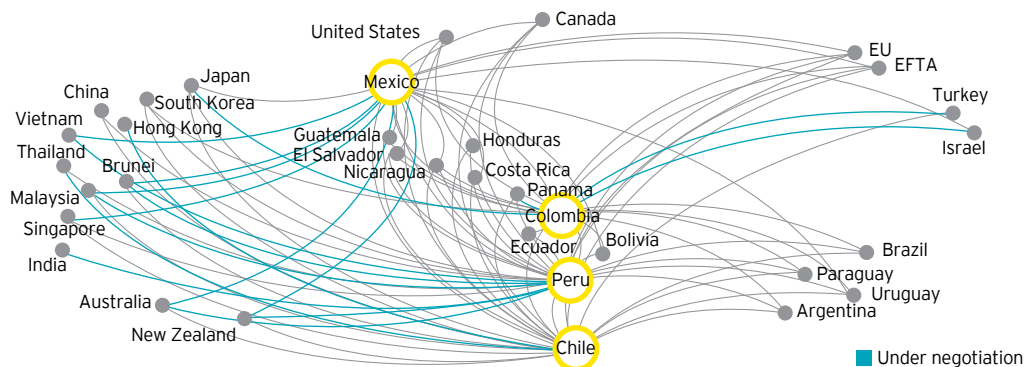 United States
Canada
EU
EFTA
Mexico
Japan
China
South Korea
Turkey
Vietnam
Hong Kong
Guatemala
Honduras
Israel
Thailand
El Salvador
Brunei
Nicaragua
Costa Rica
Malaysia
Panama
Colombia
Singapore
Ecuador
Bolivia
Brazil
India
Peru
Paraguay
Uruguay
Australia
Argentina
New Zealand
Chile
Under negotiation